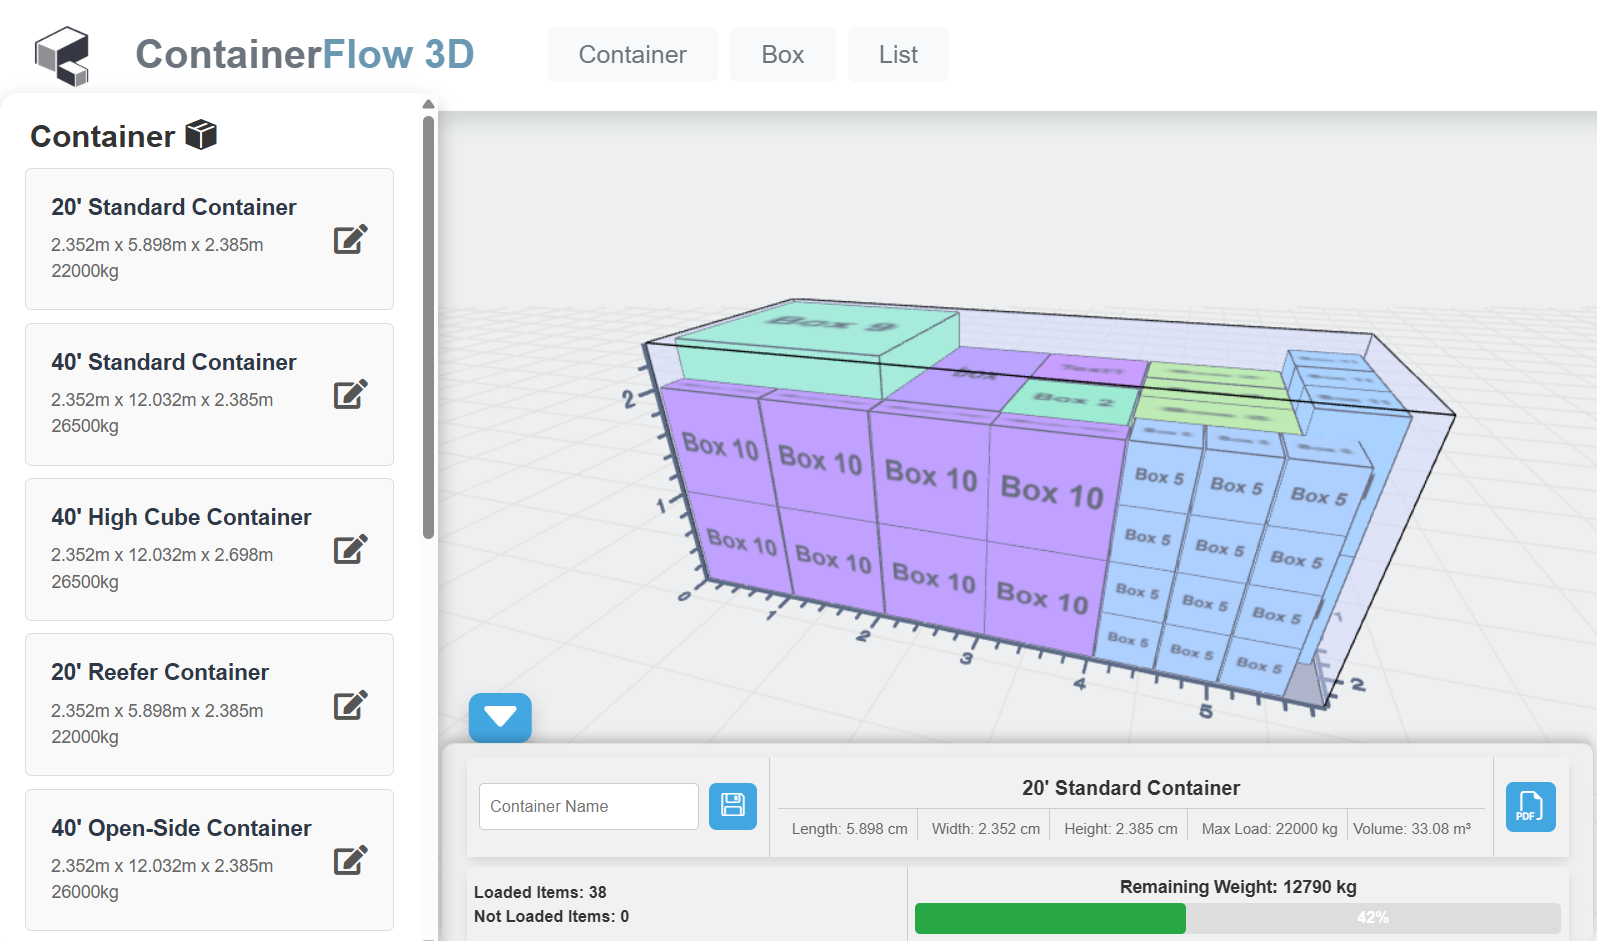 ContainerFlow 3D
Container
Box
List
Container
20' Standard Container
2.352m x 5.898m x 2.385m
22000kg
40' Standard Container
2.352m x 12.032m x 2.385m
26500kg
40' High Cube Container
2.352m x 12.032m x 2.698m
26500kg
20' Reefer Container
2.352m x 5.898m x 2.385m
22000kg
40' Open-Side Container
2.352m x 12.032m x 2.385m
26000kg
Box 9
Box
Box 2
Box 10 Box 10 Box 10 Box 10
Box 5 Box 5 Box 5
Box 10 Box 10 Box 10 Box 10
Box 5 Box 5 Box 5
Box 5 Box 5 Box 5
Box 5 Box 5 Box 5
2
1
0
1
2
3
4
5
1
2
Container Name
20' Standard Container
Length: 5.898 cm
Width: 2.352 cm
Height: 2.385 cm
Max Load: 22000 kg
Volume: 33.08 m³
PDF
Loaded Items: 38
Not Loaded Items: 0
Remaining Weight: 12790 kg
42%